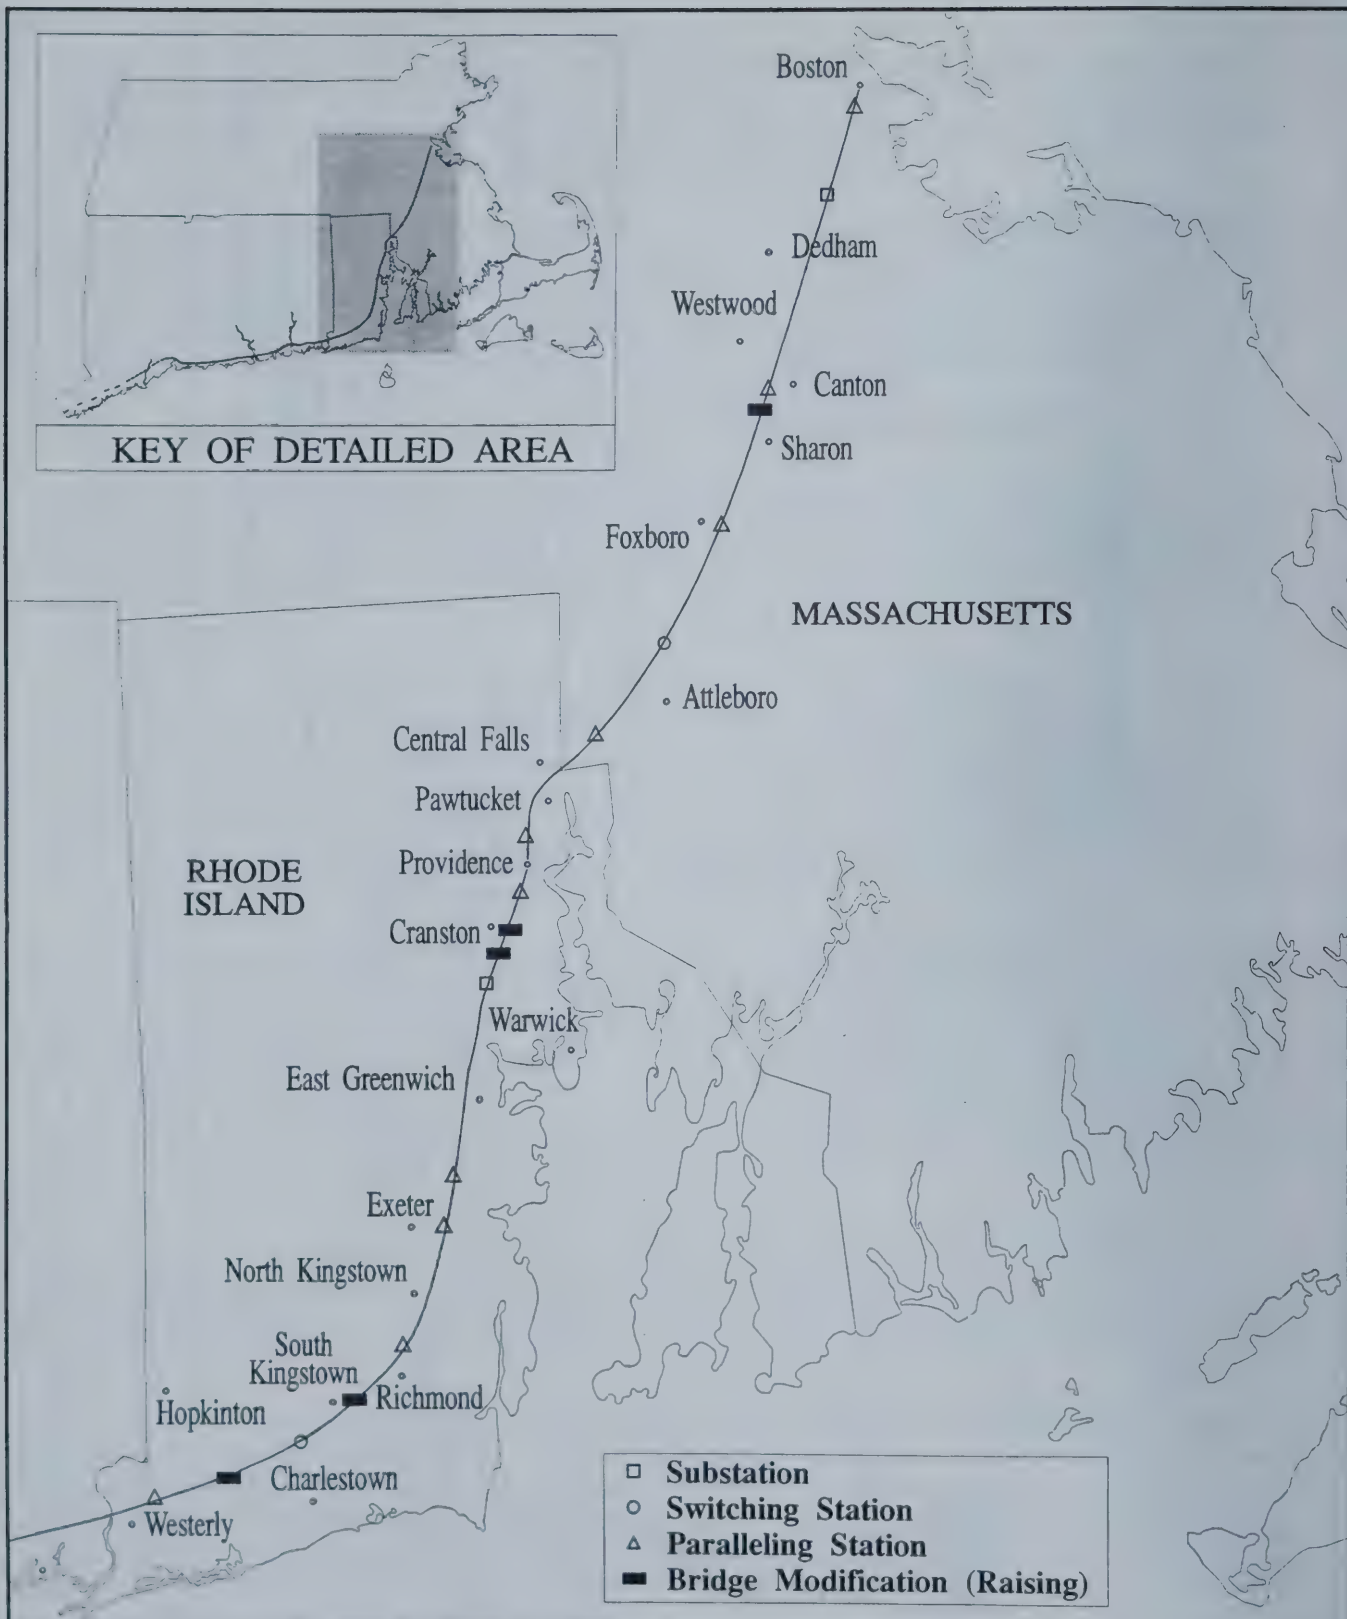 Boston
Dedham
Westwood
Canton
KEY OF DETAILED AREA
Sharon
Foxboro
MASSACHUSETTS
Attleboro
Central Falls
Pawtucket
Providence
RHODE
ISLAND
Cranston
Warwick
East Greenwich
Exeter
North Kingstown
South
Kingstown
Richmond
Hopkinton
Charlestown
Westerly
Substation
Switching Station
Paralleling Station
Bridge Modification (Raising)